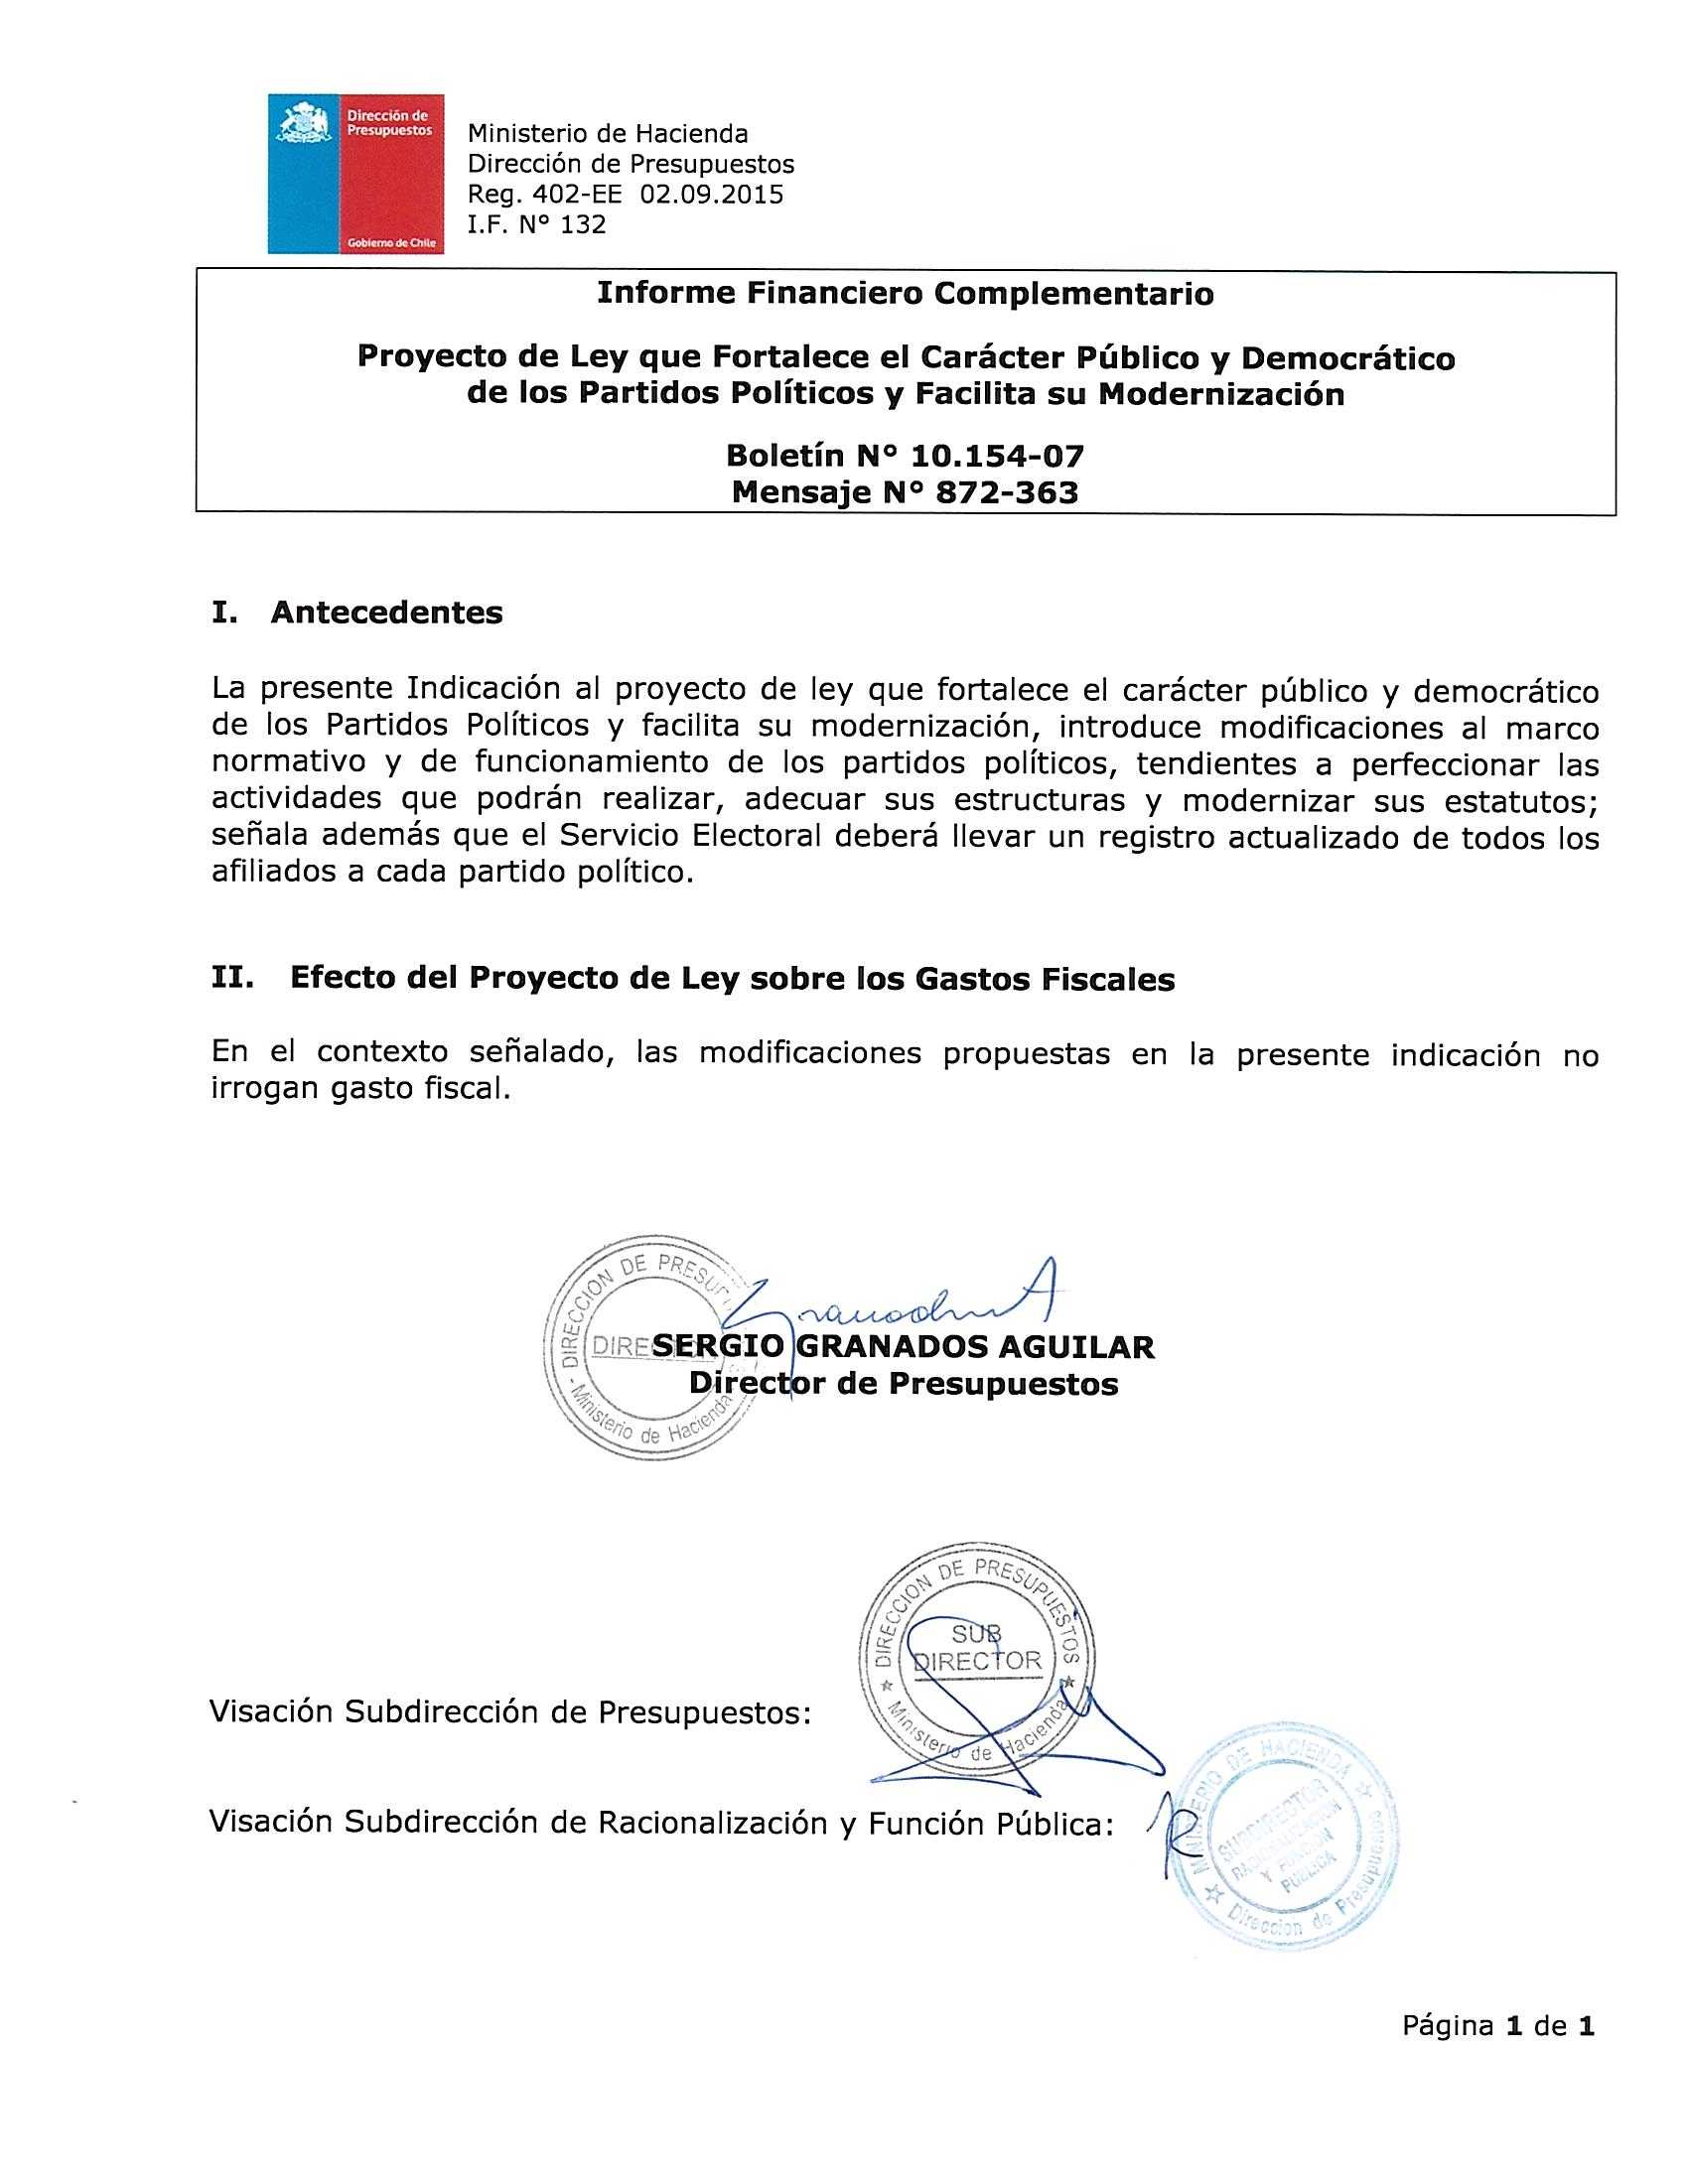 Dirección de
Presupuestos
Gobierno de Chile
Ministerio de Hacienda
Dirección de Presupuestos
Reg. 402-EE 02.09.2015
I.F. N° 132
Informe Financiero Complementario
Proyecto de Ley que Fortalece el Carácter Público y Democrático
de los Partidos Políticos y Facilita su Modernización
Boletín N° 10.154-07
Mensaje N° 872-363
I. Antecedentes
La presente Indicación al proyecto de ley que fortalece el carácter público y democrático
de los Partidos Políticos y facilita su modernización, introduce modificaciones al marco
normativo y de funcionamiento de los partidos políticos, tendientes a perfeccionar las
actividades que podrán realizar, adecuar sus estructuras y modernizar sus estatutos;
señala además que el Servicio Electoral deberá llevar un registro actualizado de todos los
afiliados a cada partido político.
II. Efecto del Proyecto de Ley sobre los Gastos Fiscales
En el contexto señalado, las modificaciones propuestas en la presente indicación no
irrogan gasto fiscal.
DIRECCION DE PRESUP
- Ministerio de Hacienda
SERGIO GRANADOS AGUILAR
Director de Presupuestos
DIRECCION DE PRESUPUESTOS
SUB
DIRECTOR
Ministerio de Hacienda
Visación Subdirección de Presupuestos:
Visación Subdirección de Racionalización y Función Pública:
MINISTERIO DE HACIENDA
SUBDIRECTOR
RACIONALIZACION
Y FUNCION
PUBLICA
Direccion de Presupuestos
Página 1 de 1